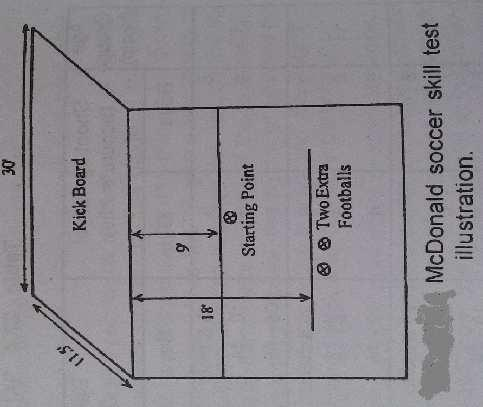 30'
Kick Board
11.5'
9'
Starting Point
18'
Two Extra
Footballs
McDonald soccer skill test
illustration.